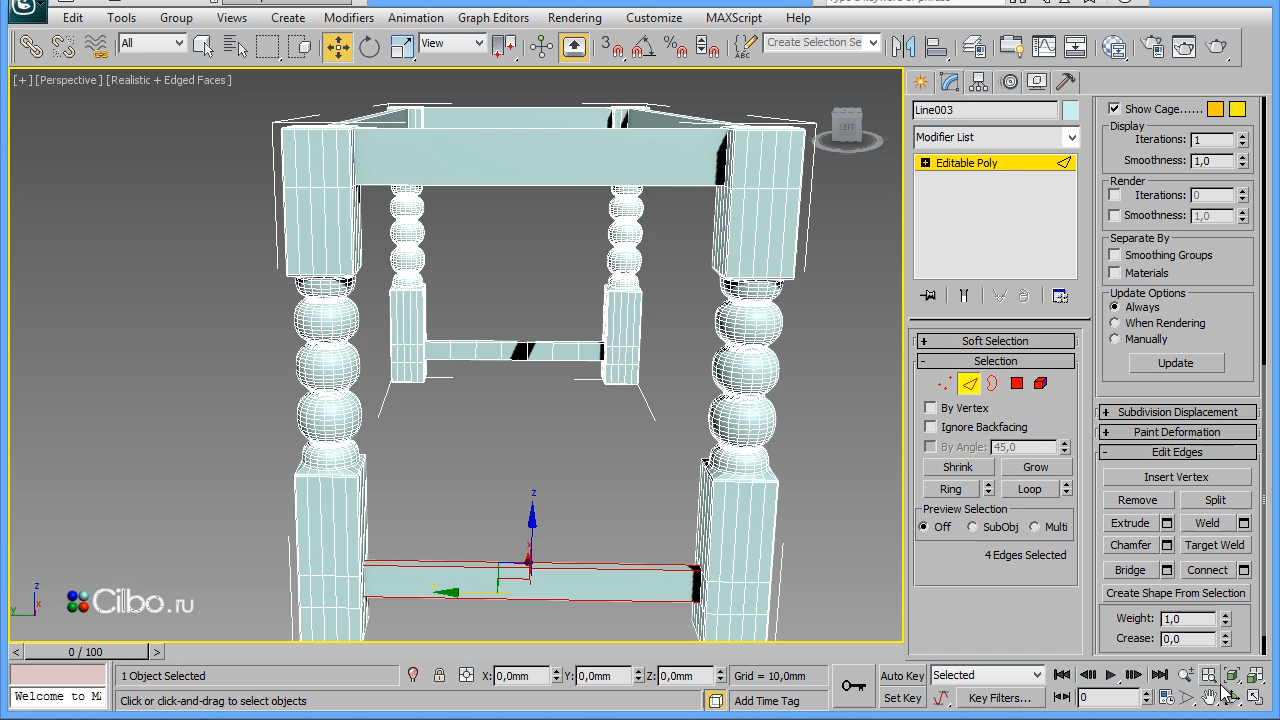 Edit Tools Group Views Create Modifiers Animation Graph Editors Rendering Customize MAXScript Help
All View 3 Create Selection Se
[+] [Perspective] [Realistic + Edged Faces]
LEFT
Line003
Modifier List
Editable Poly
Show Cage......
Display
Iterations: 1
Smoothness: 1,0
Render
Iterations: 0
Smoothness: 1,0
Separate By
Smoothing Groups
Materials
Update Options
Always
When Rendering
Manually
Update
+ Soft Selection
- Selection
By Vertex
Ignore Backfacing
By Angle: 45,0
Shrink Grow
Ring Loop
Preview Selection
Off SubObj Multi
4 Edges Selected
+ Subdivision Displacement
+ Paint Deformation
- Edit Edges
Insert Vertex
Remove Split
Extrude Weld
Chamfer Target Weld
Bridge Connect
Create Shape From Selection
Weight: 1,0
Crease: 0,0
z
x
z
y x
Cilbo.ru
< 0 / 100 >
1 Object Selected X: 0,0mm Y: 0,0mm Z: 0,0mm Grid = 10,0mm Auto Key Selected
Welcome to M Click or click-and-drag to select objects Add Time Tag Set Key Key Filters... 0